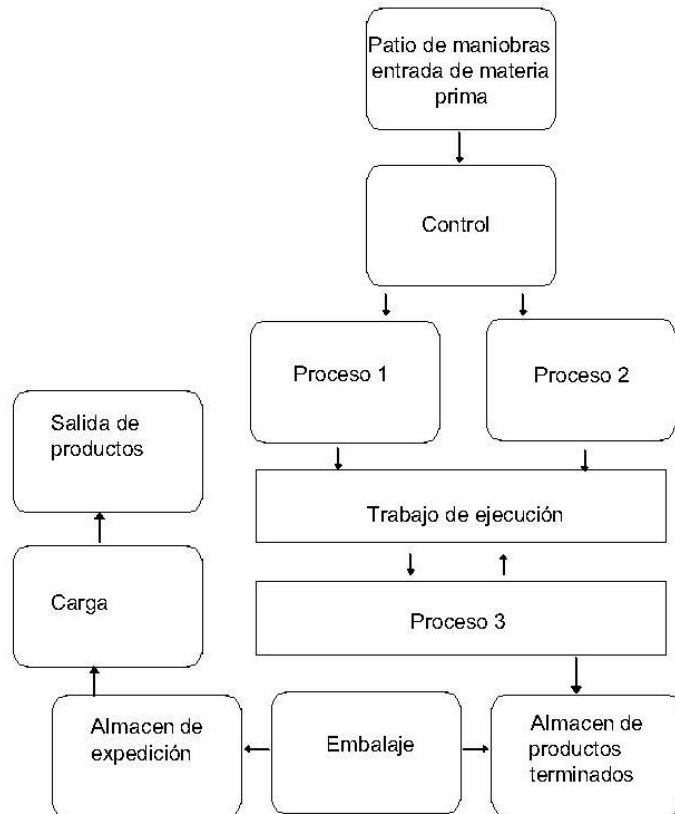 Patio de maniobras
entrada de materia
prima
Control
Proceso 1
Proceso 2
Salida de
productos
Trabajo de ejecución
Carga
Proceso 3
Almacen de
expedición
Embalaje
Almacen de
productos
terminados